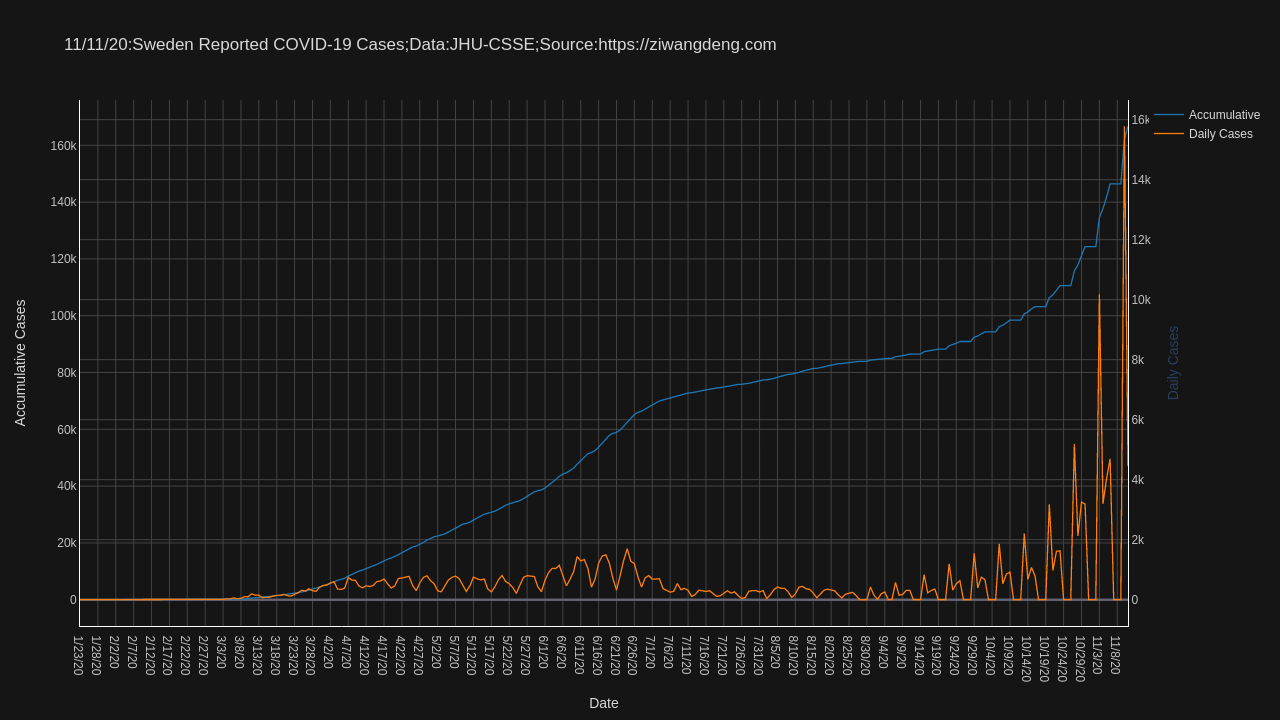 11/11/20:Sweden Reported COVID-19 Cases;Data:JHU-CSSE;Source:https://ziwangdeng.com
Accumulative
Daily Cases
160k
140k
120k
100k
80k
60k
40k
20k
0
Accumulative Cases
16k
14k
12k
10k
8k
6k
4k
2k
0
Daily Cases
1/23/20
1/28/20
2/2/20
2/7/20
2/12/20
2/17/20
2/22/20
2/27/20
3/3/20
3/8/20
3/13/20
3/18/20
3/23/20
3/28/20
4/2/20
4/7/20
4/12/20
4/17/20
4/22/20
4/27/20
5/2/20
5/7/20
5/12/20
5/17/20
5/22/20
5/27/20
6/1/20
6/6/20
6/11/20
6/16/20
6/21/20
6/26/20
7/1/20
7/6/20
7/11/20
7/16/20
7/21/20
7/26/20
7/31/20
8/5/20
8/10/20
8/15/20
8/20/20
8/25/20
8/30/20
9/4/20
9/9/20
9/14/20
9/19/20
9/24/20
9/29/20
10/4/20
10/9/20
10/14/20
10/19/20
10/24/20
10/29/20
11/3/20
11/8/20
Date